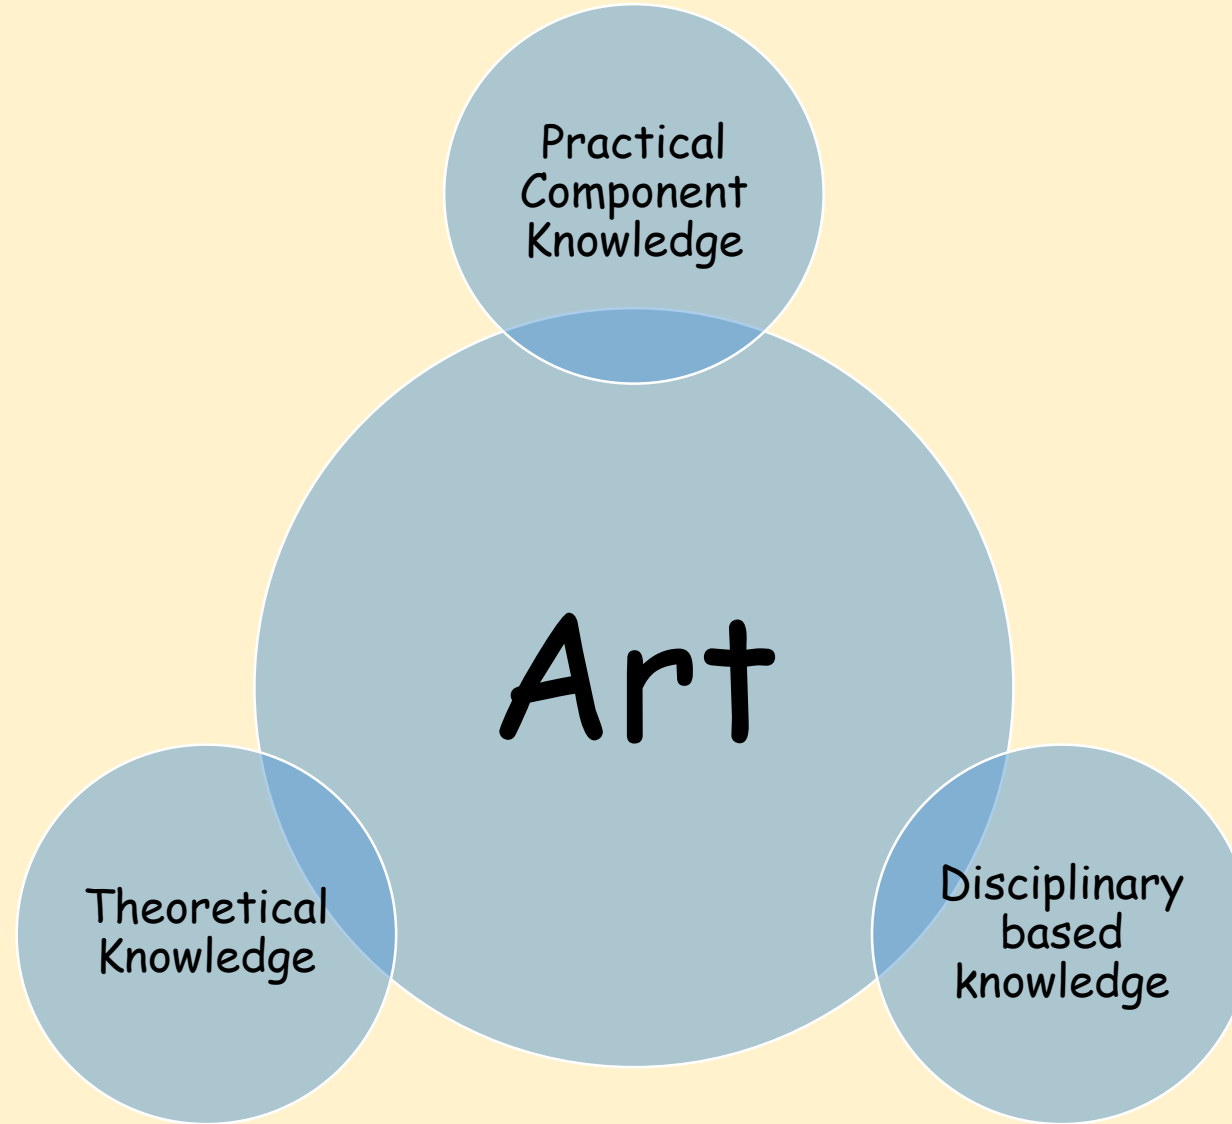 Practical
Component
Knowledge
Art
Theoretical
Knowledge
Disciplinary
based
knowledge